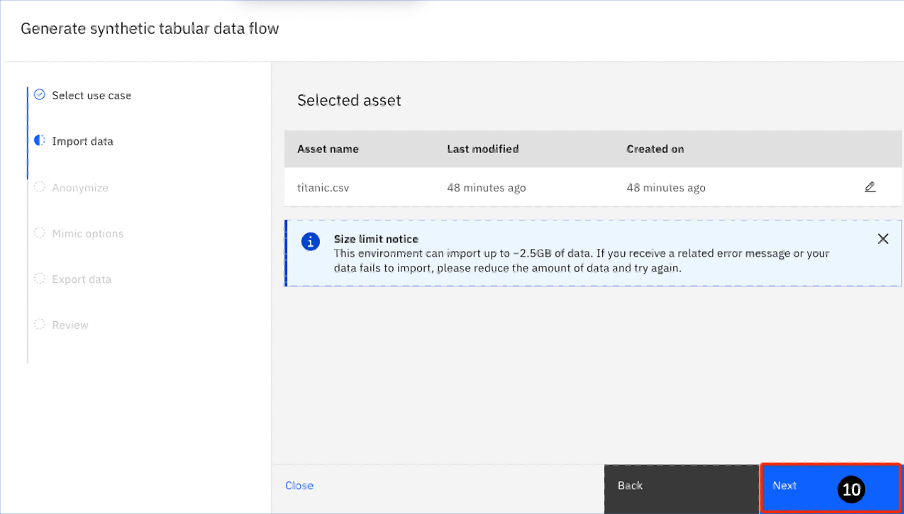 Generate synthetic tabular data flow
Select use case
Import data
Anonymize
Mimic options
Export data
Review
Selected asset
Asset name Last modified Created on
titanic.csv 48 minutes ago 48 minutes ago
Size limit notice
This environment can import up to ~2.5GB of data. If you receive a related error message or your
data fails to import, please reduce the amount of data and try again.
Close Back Next 10